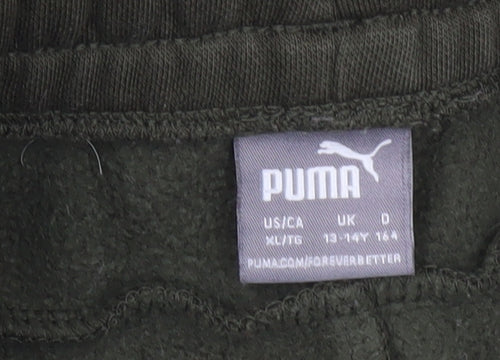 PUMA
US/CA UK D
XL/TG 13-14Y 164
PUMA.COM/FOREVERBETTER